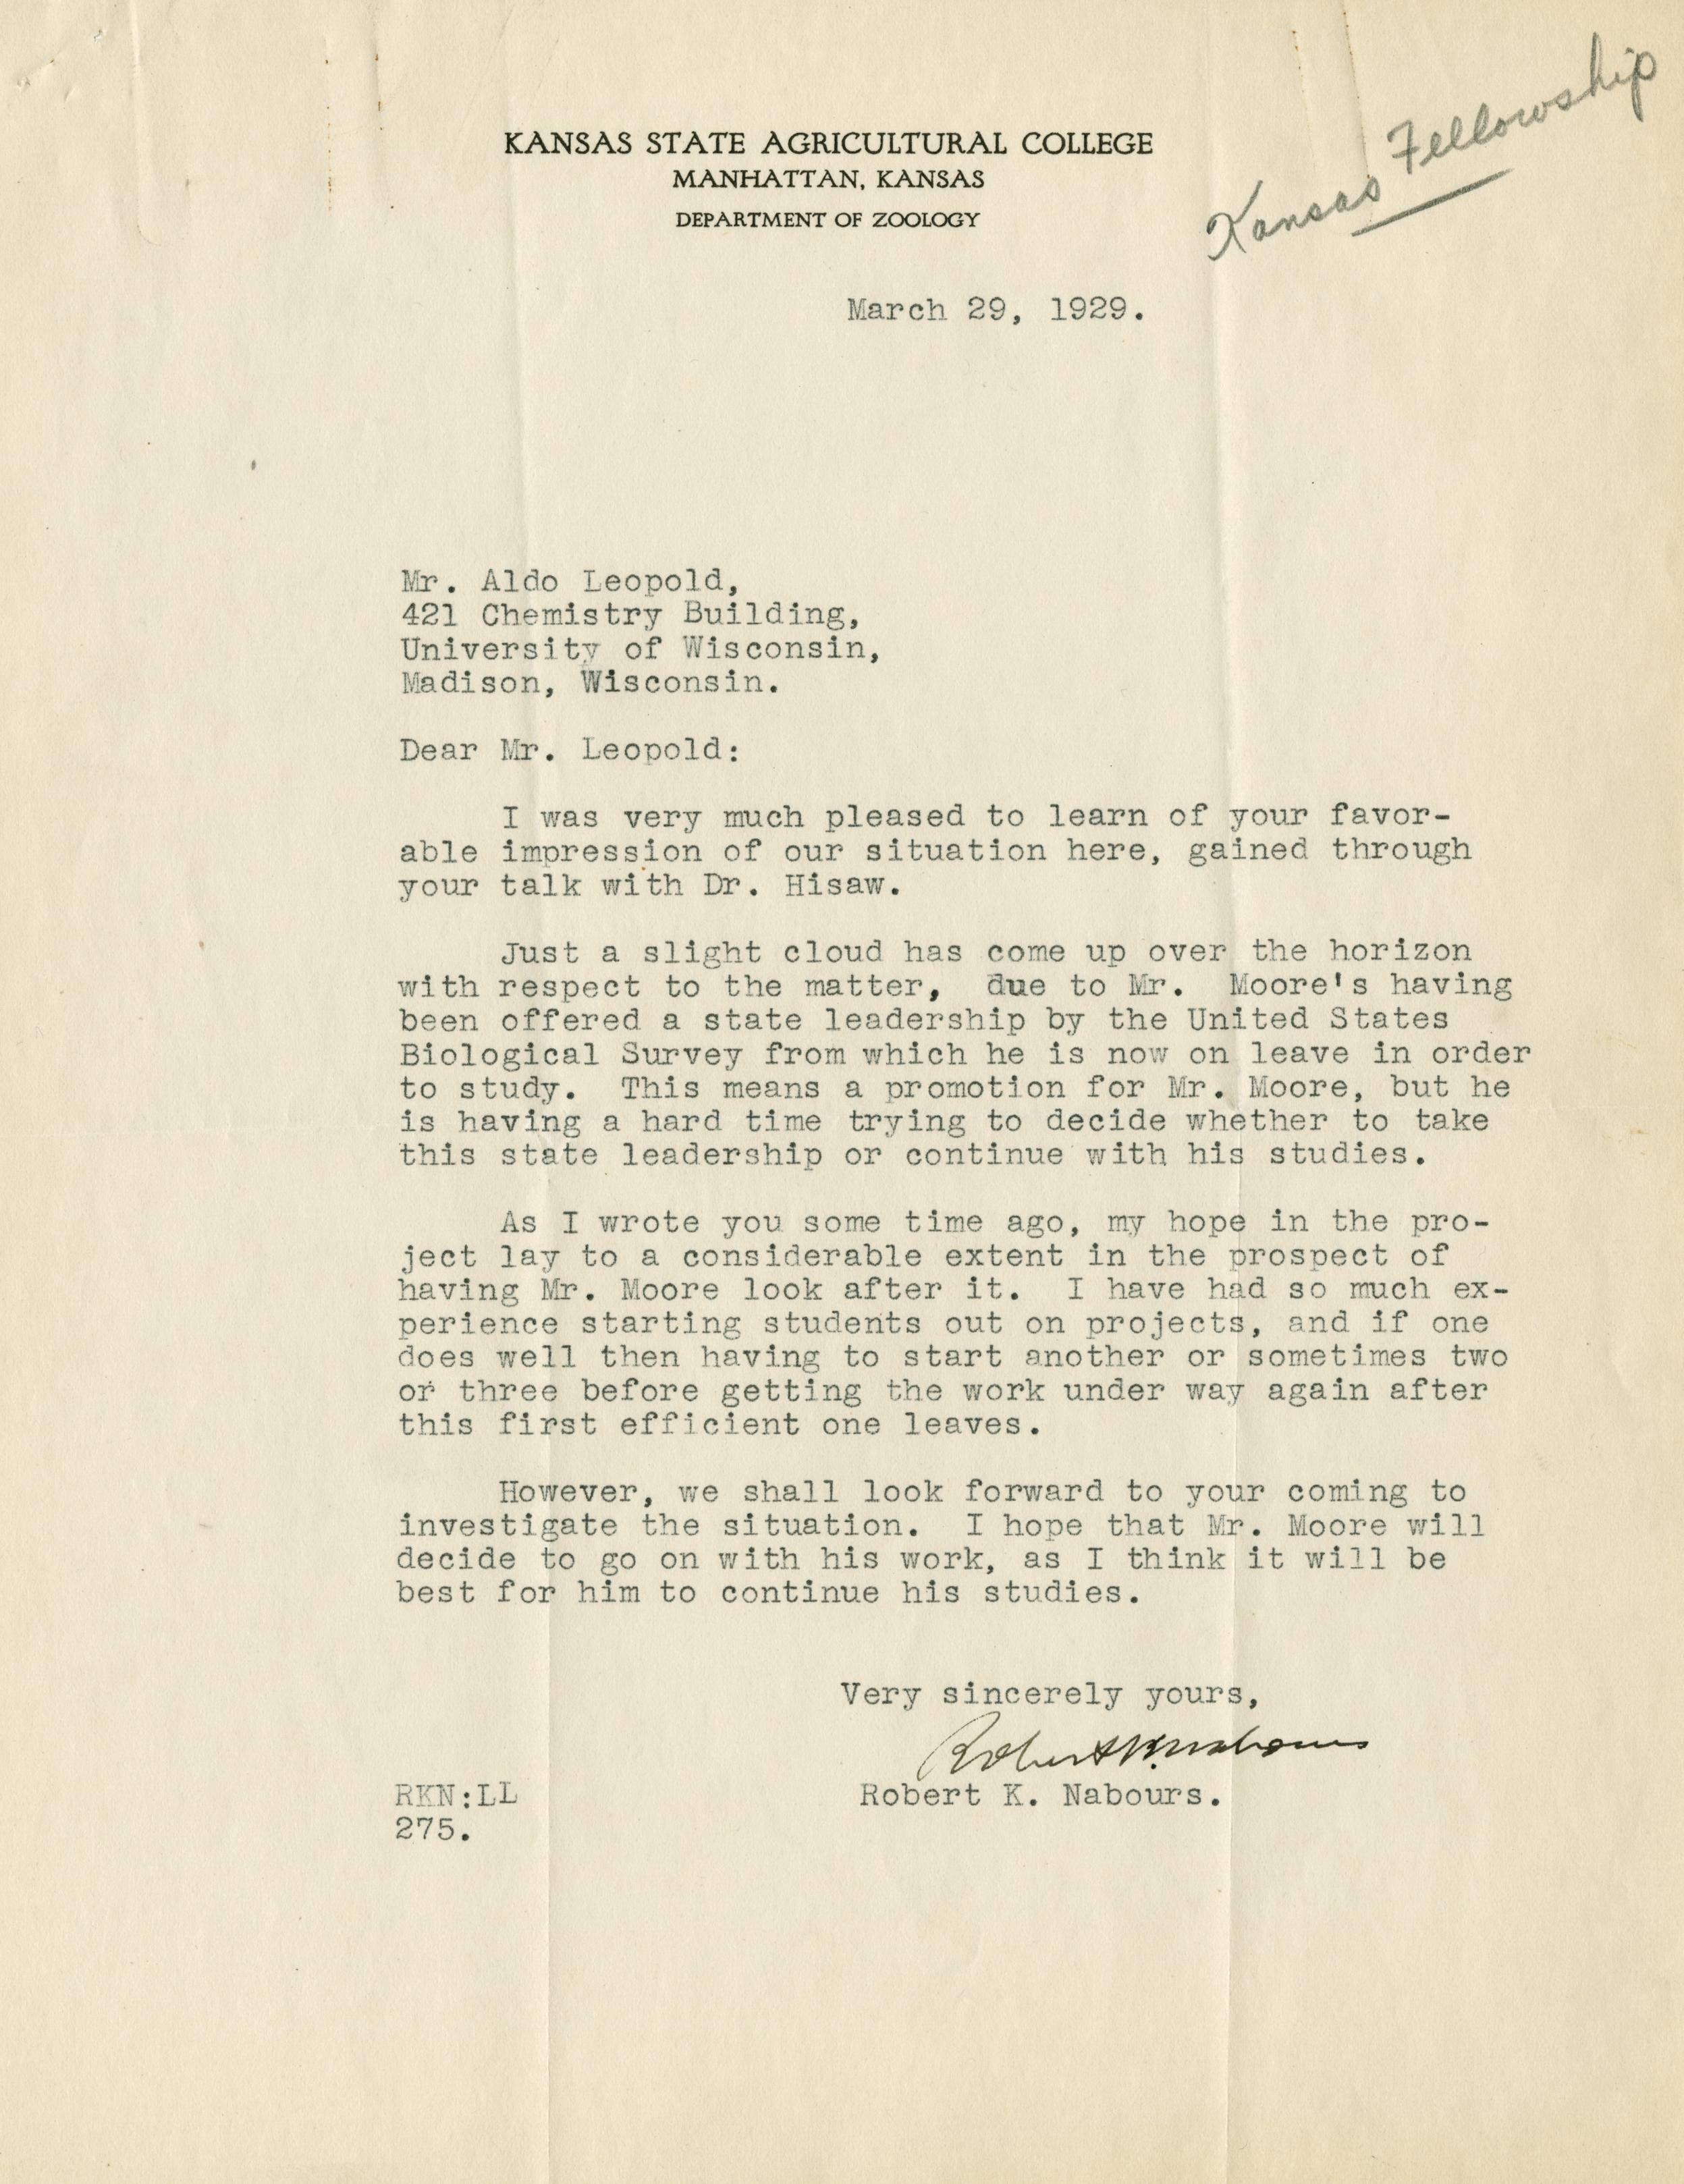 Kansas Fellowship
KANSAS STATE AGRICULTURAL COLLEGE
MANHATTAN, KANSAS
DEPARTMENT OF ZOOLOGY
March 29, 1929.
Mr. Aldo Leopold,
421 Chemistry Building,
University of Wisconsin,
Madison, Wisconsin.
Dear Mr. Leopold:
I was very much pleased to learn of your favor-
able impression of our situation here, gained through
your talk with Dr. Hisaw.
Just a slight cloud has come up over the horizon
with respect to the matter, due to Mr. Moore's having
been offered a state leadership by the United States
Biological Survey from which he is now on leave in order
to study. This means a promotion for Mr. Moore, but he
is having a hard time trying to decide whether to take
this state leadership or continue with his studies.
As I wrote you some time ago, my hope in the pro-
ject lay to a considerable extent in the prospect of
having Mr. Moore look after it. I have had so much ex-
perience starting students out on projects, and if one
does well then having to start another or sometimes two
or three before getting the work under way again after
this first efficient one leaves.
However, we shall look forward to your coming to
investigate the situation. I hope that Mr. Moore will
decide to go on with his work, as I think it will be
best for him to continue his studies.
Very sincerely yours,
Robert K. Nabours
Robert K. Nabours.
RKN:LL
275.